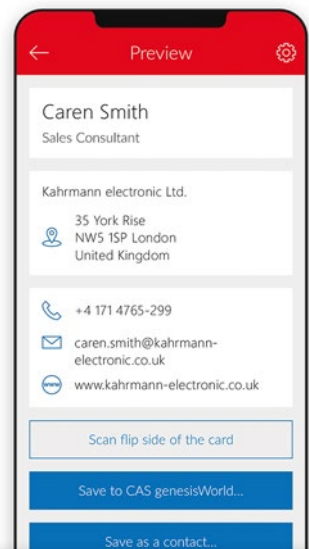 Preview
Caren Smith
Sales Consultant
Kahrmann electronic Ltd.
35 York Rise
NW5 1SP London
United Kingdom
+4 171 4765-299
caren.smith@kahrmann-
electronic.co.uk
www
www.kahrmann-electronic.co.uk
Scan flip side of the card
Save to CAS genesisWorld...
Save as a contact...